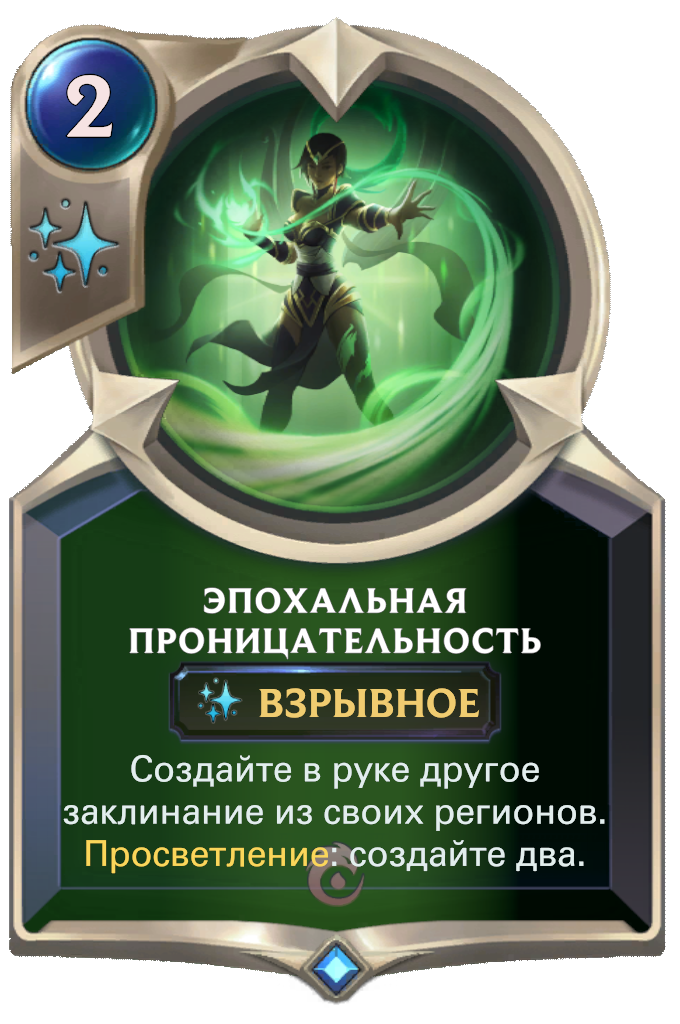 2
ЭПОХАЛЬНАЯ
ПРОНИЦАТЕЛЬНОСТЬ
ВЗРЫВНОЕ
Создайте в руке другое
заклинание из своих регионов.
Просветление: создайте два.